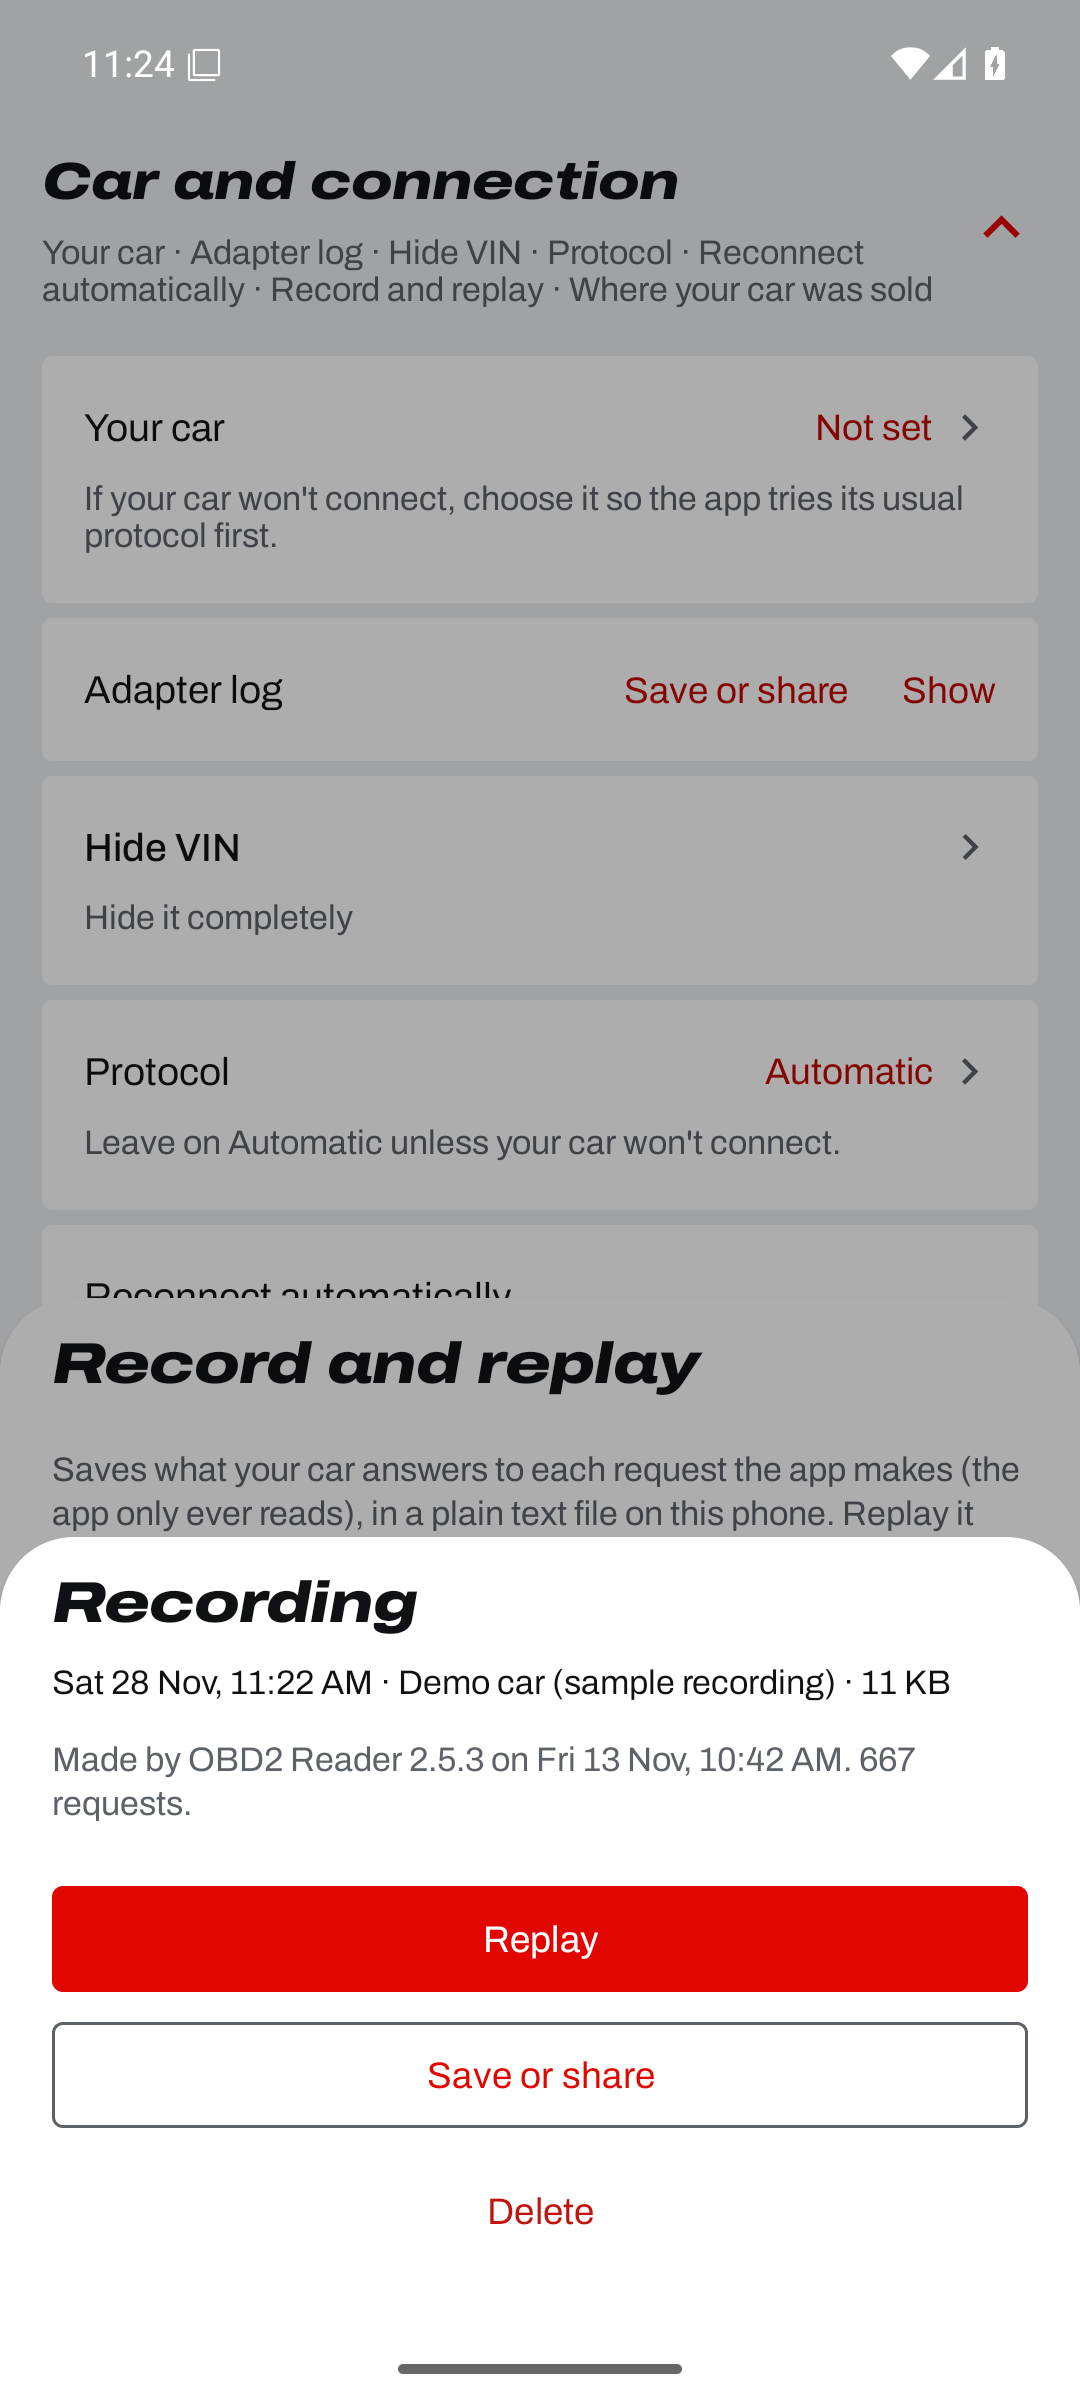 11:24
Car and connection
Your car · Adapter log · Hide VIN · Protocol · Reconnect
automatically · Record and replay · Where your car was sold
Your car
Not set
If your car won't connect, choose it so the app tries its usual
protocol first.
Adapter log
Save or share
Show
Hide VIN
Hide it completely
Protocol
Automatic
Leave on Automatic unless your car won't connect.
Reconnect automatically
Record and replay
Saves what your car answers to each request the app makes (the
app only ever reads), in a plain text file on this phone. Replay it
Recording
Sat 28 Nov, 11:22 AM · Demo car (sample recording) · 11 KB
Made by OBD2 Reader 2.5.3 on Fri 13 Nov, 10:42 AM. 667
requests.
Replay
Save or share
Delete